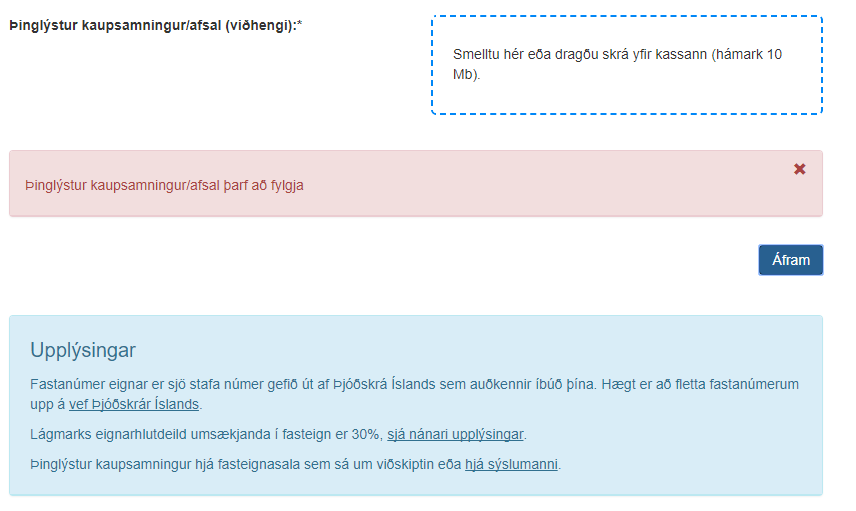 Þinglýstur kaupsamningur/afsal (viðhengi):*
Smelltu hér eða dragðu skrá yfir kassann (hámark 10
Mb).
Þinglýstur kaupsamningur/afsal þarf að fylgja
✖
Áfram
Upplýsingar
Fastanúmer eignar er sjö stafa númer gefið út af Þjóðskrá Íslands sem auðkennir íbúð þína. Hægt er að fletta fastanúmerum
upp á vef Þjóðskrár Íslands.
Lágmarks eignarhlutdeild umsækjanda í fasteign er 30%, sjá nánari upplýsingar.
Þinglýstur kaupsamningur hjá fasteignasala sem sá um viðskiptin eða hjá sýslumanni.